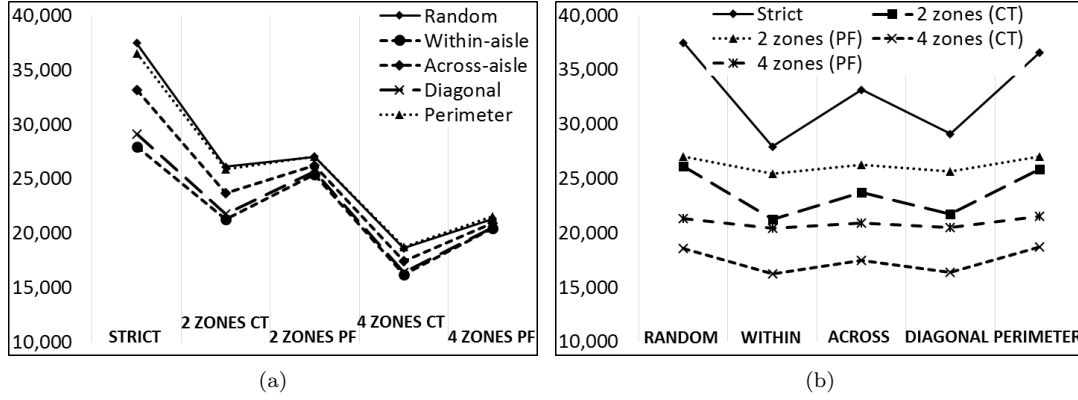 40,000
35,000
30,000
25,000
20,000
15,000
10,000
Random
Within-aisle
Across-aisle
Diagonal
Perimeter
STRICT
2 ZONES CT
2 ZONES PF
4 ZONES CT
4 ZONES PF
(a)
40,000
35,000
30,000
25,000
20,000
15,000
10,000
Strict
2 zones (CT)
2 zones (PF)
4 zones (CT)
4 zones (PF)
RANDOM
WITHIN
ACROSS
DIAGONAL
PERIMETER
(b)